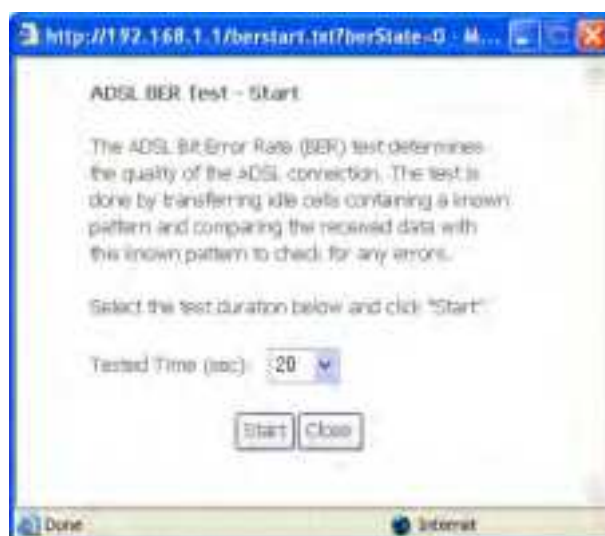 http://192.168.1.1/berstart.tst?berState=0 - M...
ADSL BER Test - Start
The ADSL Bit Error Rate (BER) test determines
the quality of the ADSL connection. The test is
done by transferring idle cells containing a known
pattern and comparing the received data with
this known pattern to check for any errors.
Select the test duration below and click "Start".
Tested Time (sec): 20
Start Close
Done Internet